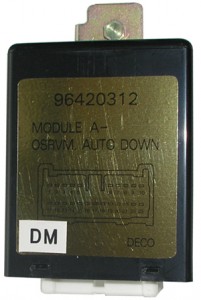 96420312
MODULE A-
OSRVM, AUTO DOWN
DM
DECO